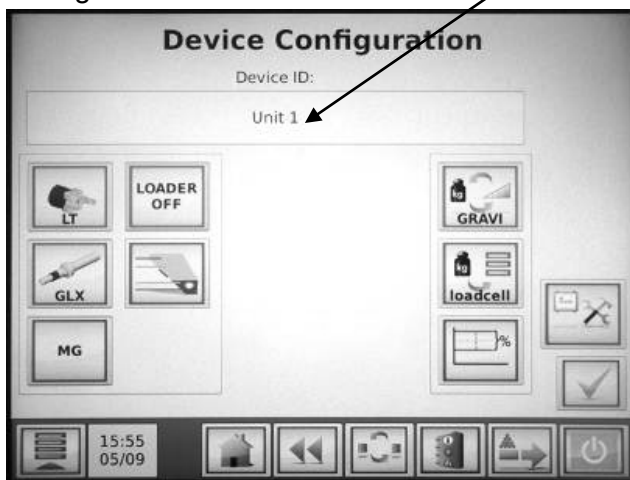 Device Configuration
Device ID:
Unit 1
LT
LOADER
OFF
kg
GRAVI
GLX
kg
loadcell
MG
%
15:55
05/09